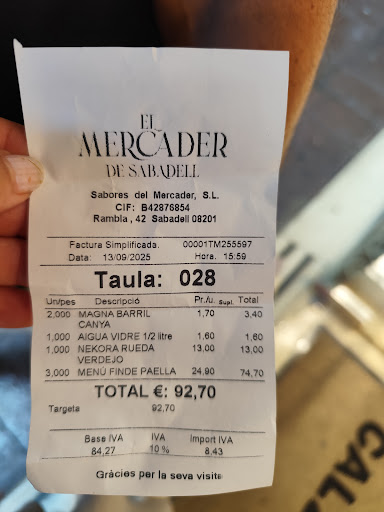 EL
MERCADER
DE SABADELL
Sabores del Mercader, S.L.
CIF: B42876854
Rambla , 42 Sabadell 08201
Factura Simplificada. 00001TM255597
Data: 13/09/2025 Hora. 15:59
Taula: 028
Un/pes Descripció Pr./u. Supl. Total
2,000 MAGNA BARRIL CANYA 1,70 3,40
1,000 AIGUA VIDRE 1/2 litre 1,60 1,60
1,000 NEKORA RUEDA VERDEJO 13,00 13,00
3,000 MENÚ FINDE PAELLA 24,90 74,70
TOTAL €: 92,70
Targeta 92,70
Base IVA IVA Import IVA
84,27 10 % 8,43
Gràcies per la seva visita